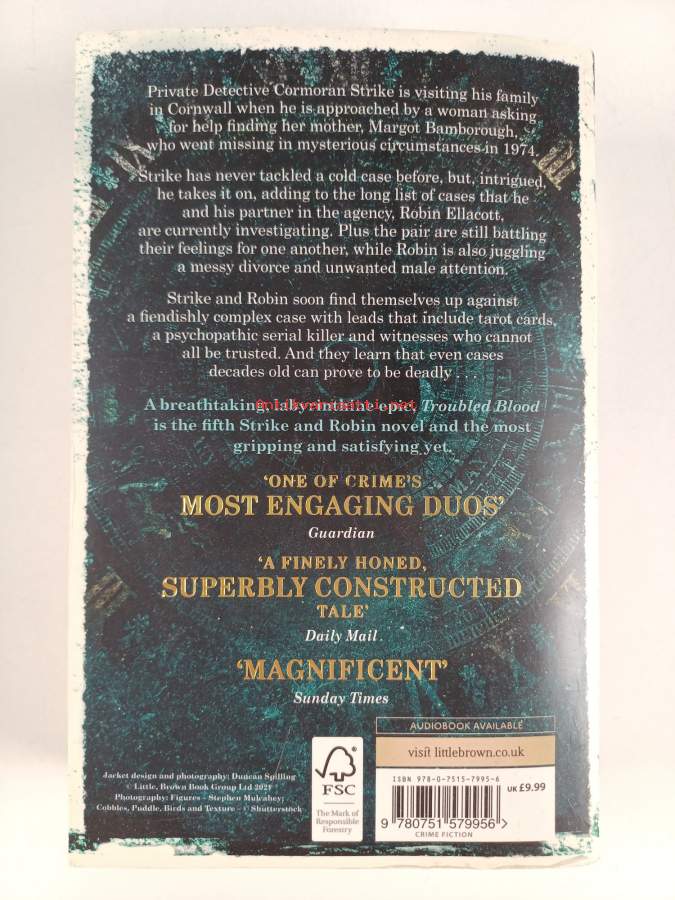 Private Detective Cormoran Strike is visiting his family
in Cornwall when he is approached by a woman asking
for help finding her mother, Margot Bamborough,
who went missing in mysterious circumstances in 1974.
Strike has never tackled a cold case before, but, intrigued,
he takes it on, adding to the long list of cases that he
and his partner in the agency, Robin Ellacott,
are currently investigating. Plus the pair are still battling
their feelings for one another, while Robin is also juggling
a messy divorce and unwanted male attention.
Strike and Robin soon find themselves up against
a fiendishly complex case with leads that include tarot cards,
a psychopathic serial killer and witnesses who cannot
all be trusted. And they learn that even cases
decades old can prove to be deadly . . .
A breathtaking, labyrinthine epic, Troubled Blood
is the fifth Strike and Robin novel and the most
gripping and satisfying yet.
‘ONE OF CRIME’S
MOST ENGAGING DUOS’
Guardian
‘A FINELY HONED,
SUPERBLY CONSTRUCTED
TALE’
Daily Mail
‘MAGNIFICENT’
Sunday Times
AUDIOBOOK AVAILABLE
visit littlebrown.co.uk
Jacket design and photography: Duncan Spilling
© Little, Brown Book Group Ltd 2021
Photography: Figures – Stephen Mulcahey;
Cobbles, Puddle, Birds and Texture – © Shutterstock
FSC
The Mark of
Responsible
Forestry
ISBN 978-0-7515-7995-6
UK £9.99
9 780751 579956 >
CRIME FICTION